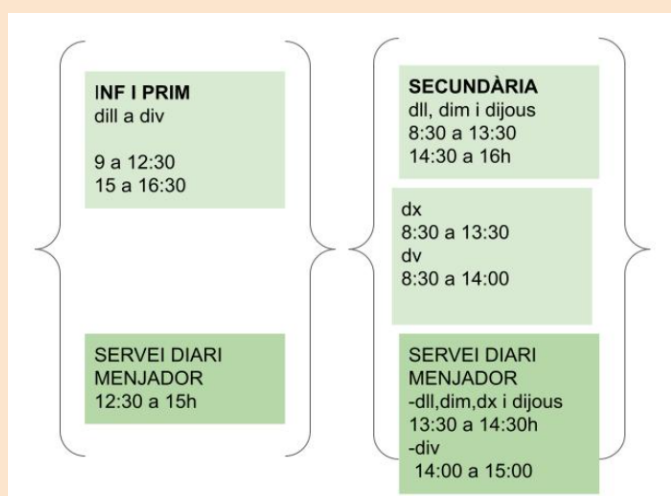 INF I PRIM
dill a div
9 a 12:30
15 a 16:30
SERVEI DIARI
MENJADOR
12:30 a 15h
SECUNDÀRIA
dll, dim i dijous
8:30 a 13:30
14:30 a 16h
dx
8:30 a 13:30
dv
8:30 a 14:00
SERVEI DIARI
MENJADOR
-dll,dim,dx i dijous
13:30 a 14:30h
-div
14:00 a 15:00